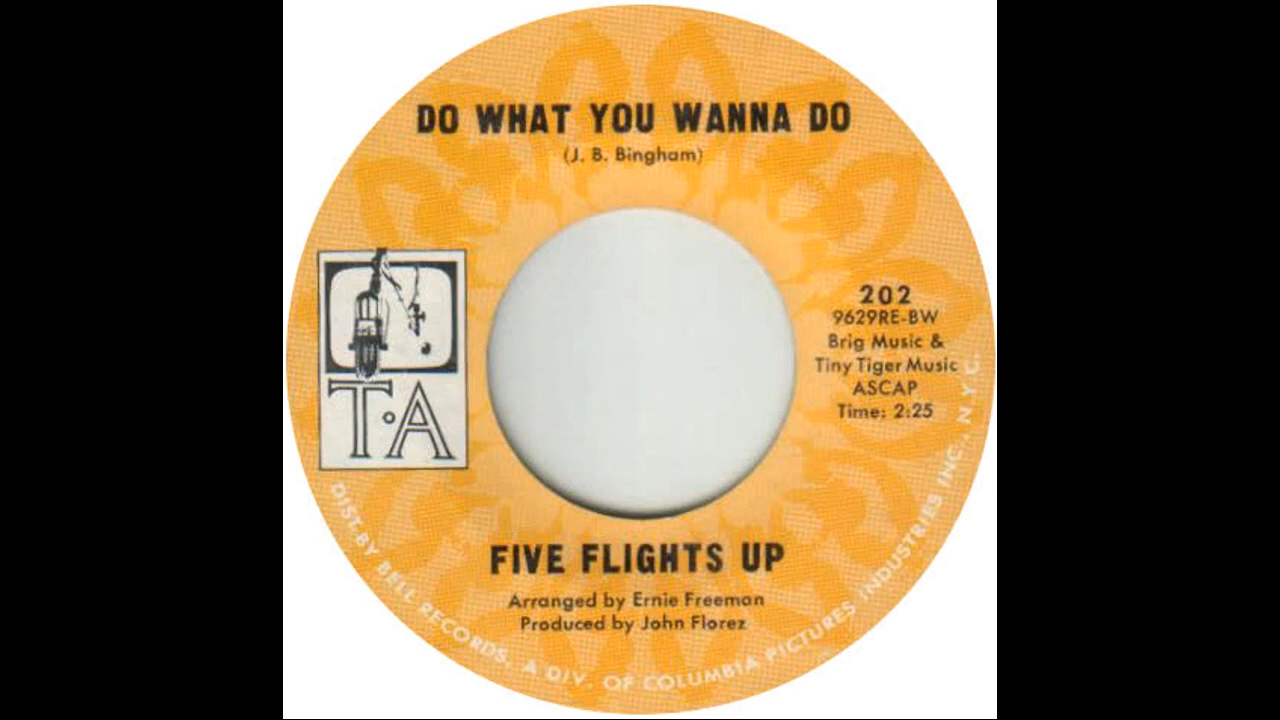 DO WHAT YOU WANNA DO
(J. B. Bingham)
T·A
202
9629RE-BW
Brig Music &
Tiny Tiger Music
ASCAP
Time: 2:25
FIVE FLIGHTS UP
Arranged by Ernie Freeman
Produced by John Florez
DIST. BY BELL RECORDS, A DIV. OF COLUMBIA PICTURES INDUSTRIES INC., N.Y.C.